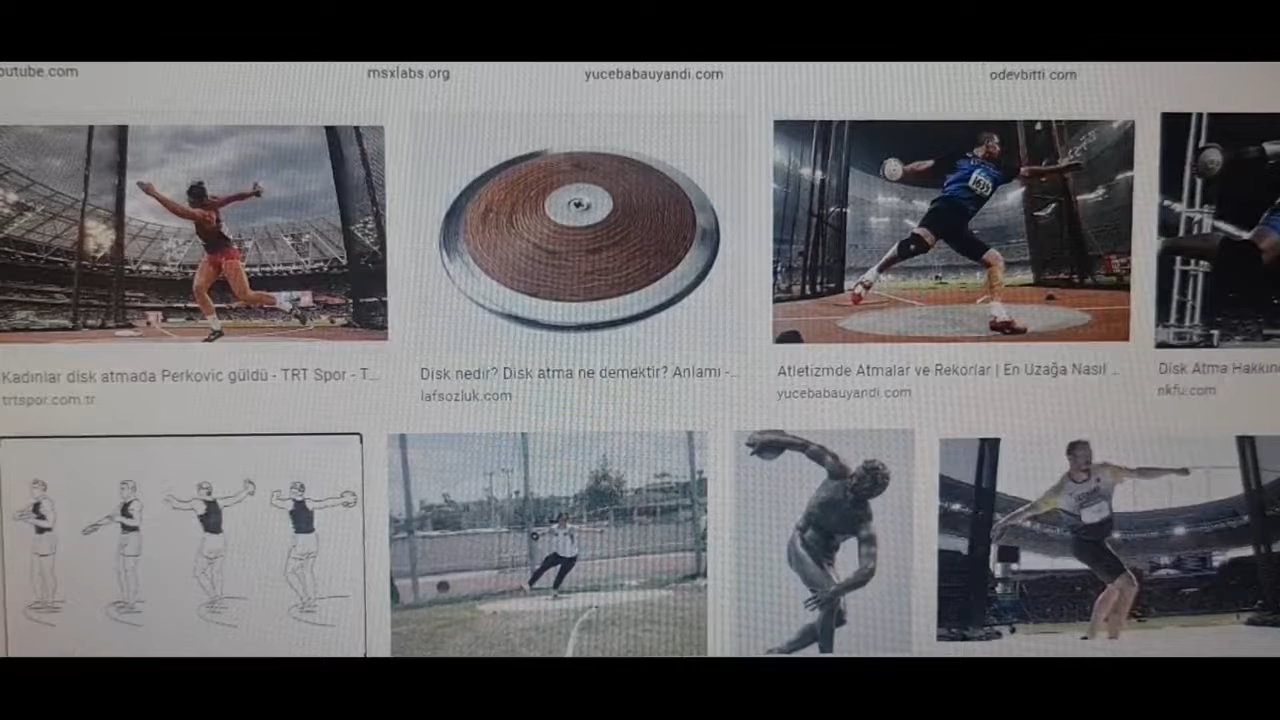 outube.com
msxlabs.org
yucebabauyandi.com
odevbitti.com
1639
Kadınlar disk atmada Perkovic güldü - TRT Spor - T...
trtspor.com.tr
Disk nedir? Disk atma ne demektir? Anlamı -...
lafsozluk.com
Atletizmde Atmalar ve Rekorlar | En Uzağa Nasıl ...
yucebabauyandi.com
Disk Atma Hakkın
nkfu.com